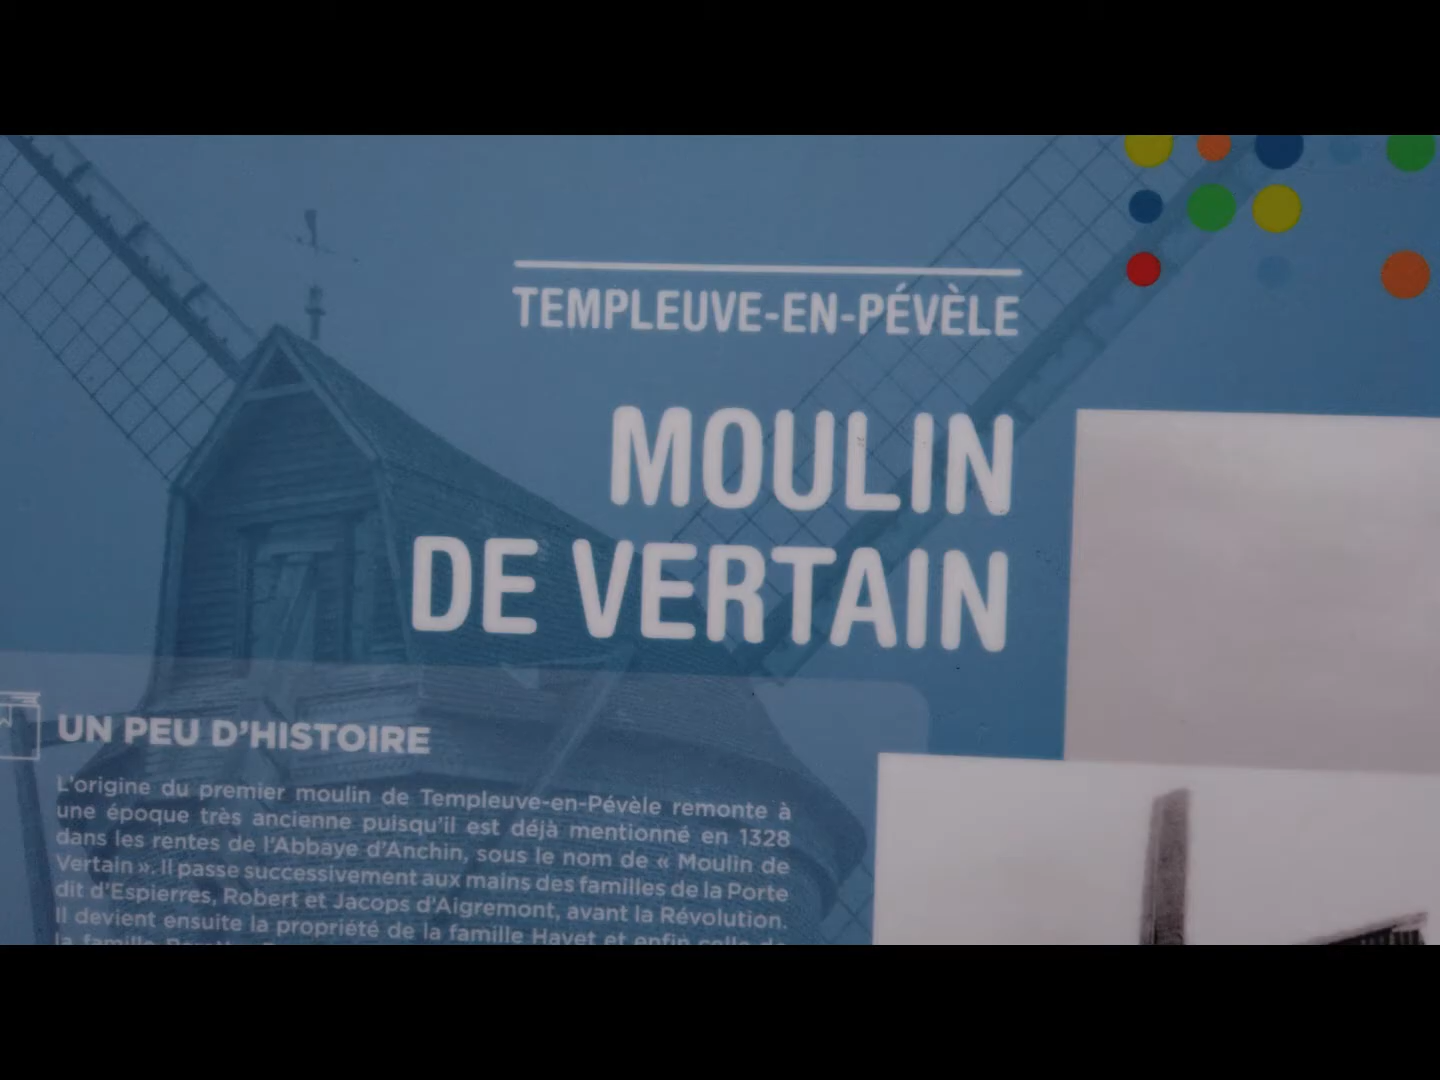 TEMPLEUVE-EN-PÉVÈLE
MOULIN
DE VERTAIN
UN PEU D'HISTOIRE
L'origine du premier moulin de Templeuve-en-Pévèle remonte à
une époque très ancienne puisqu'il est déjà mentionné en 1328
dans les rentes de l'Abbaye d'Anchin, sous le nom de « Moulin de
Vertain ». Il passe successivement aux mains des familles de la Porte
dit d'Espierres, Robert et Jacops d'Aigremont, avant la Révolution.
Il devient ensuite la propriété de la famille Havet et enfin celle de
la famille